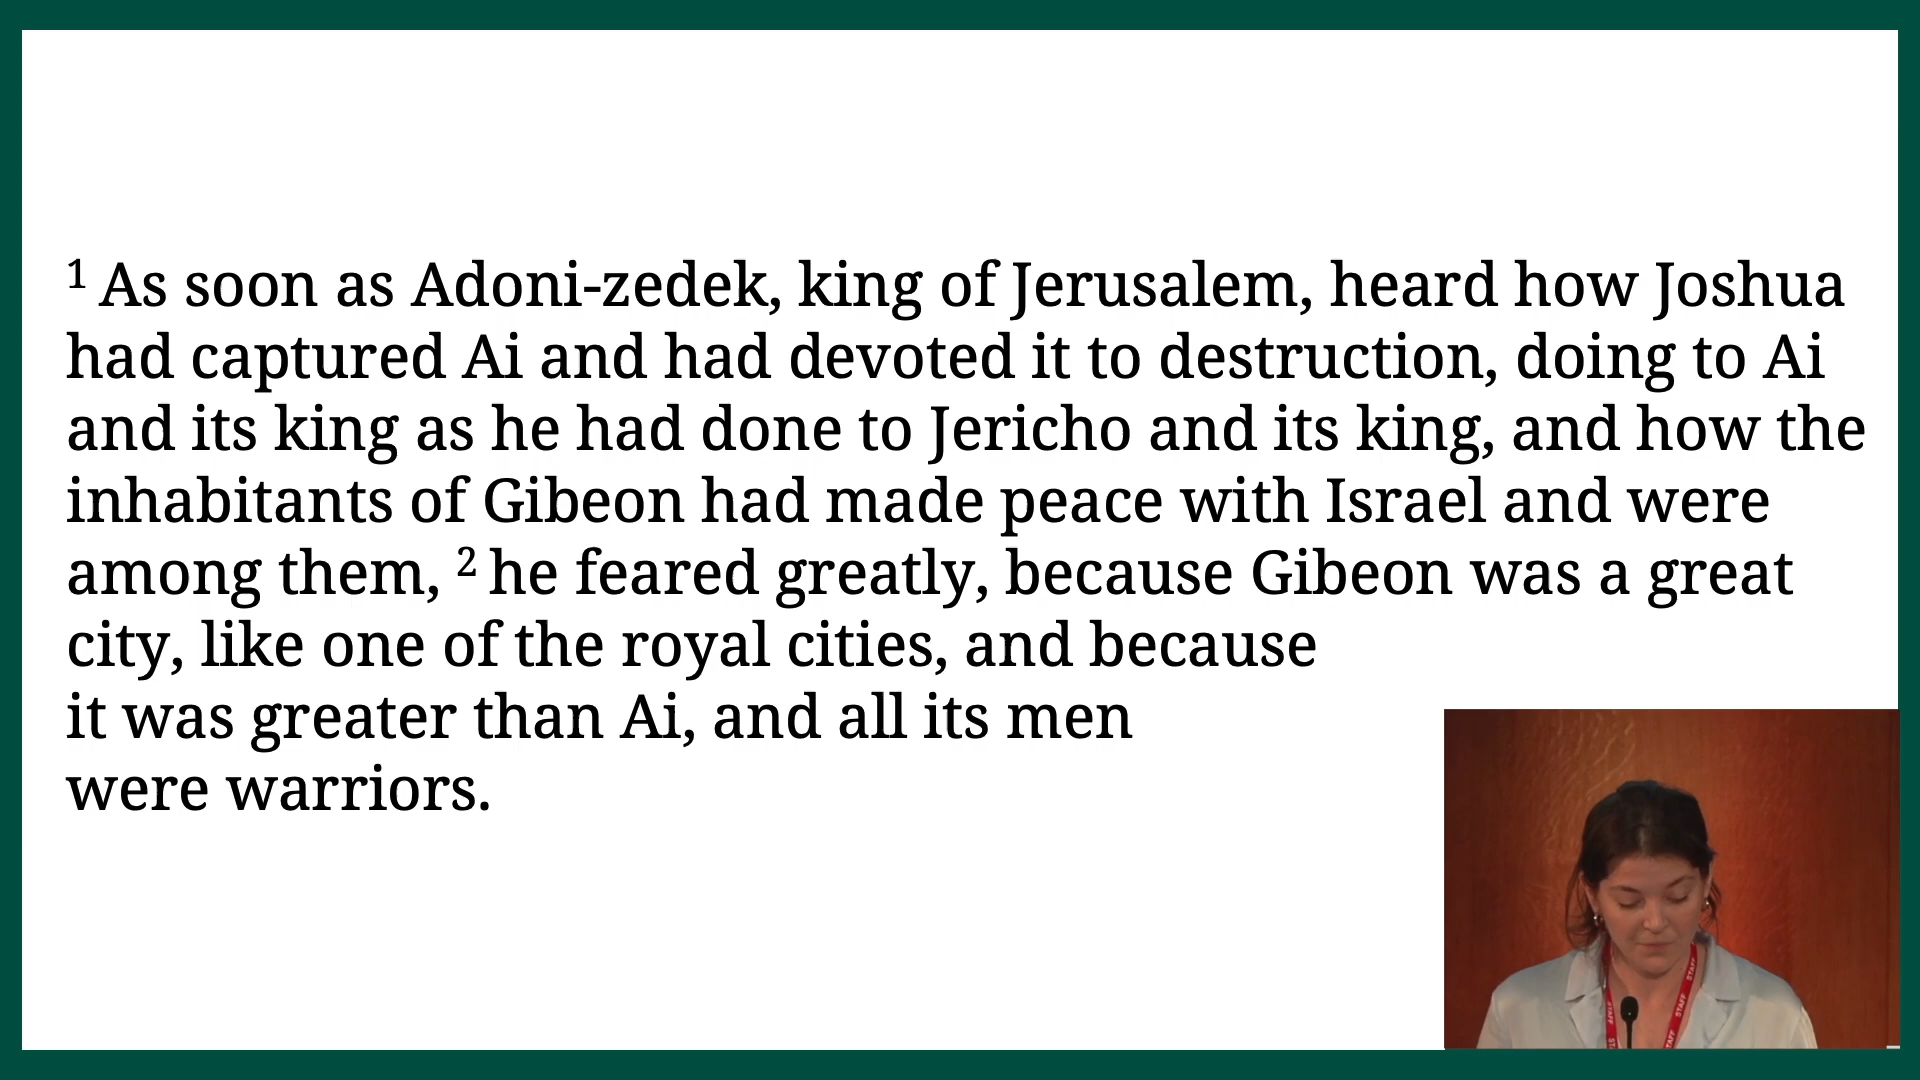 1 As soon as Adoni-zedek, king of Jerusalem, heard how Joshua
had captured Ai and had devoted it to destruction, doing to Ai
and its king as he had done to Jericho and its king, and how the
inhabitants of Gibeon had made peace with Israel and were
among them, 2 he feared greatly, because Gibeon was a great
city, like one of the royal cities, and because
it was greater than Ai, and all its men
were warriors.
STAFF
STAFF